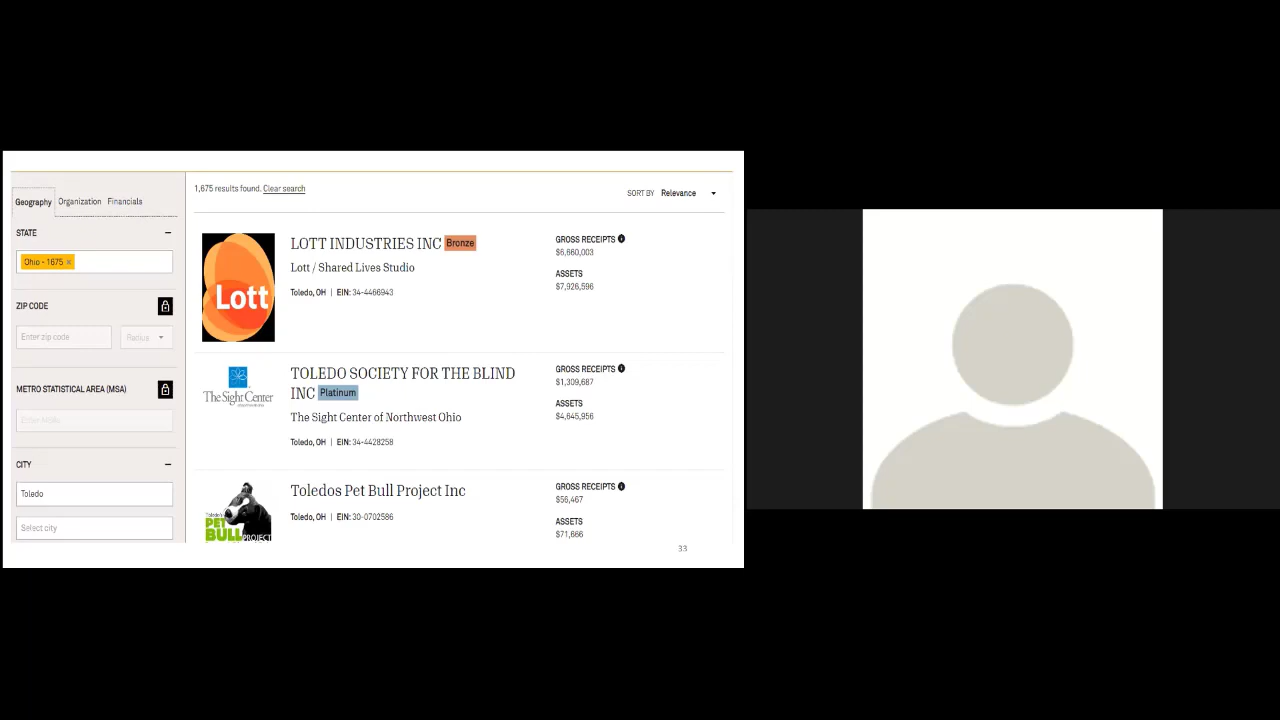 Geography Organization Financials
STATE
Ohio - 1675 ×
ZIP CODE
Enter zip code Radius
METRO STATISTICAL AREA (MSA)
CITY
Toledo
Select city
1,675 results found. Clear search
SORT BY Relevance
Lott
LOTT INDUSTRIES INC Bronze
Lott / Shared Lives Studio
Toledo, OH | EIN: 34-4466943
GROSS RECEIPTS
$6,660,003
ASSETS
$7,926,596
The Sight Center
TOLEDO SOCIETY FOR THE BLIND
INC Platinum
The Sight Center of Northwest Ohio
Toledo, OH | EIN: 34-4428258
GROSS RECEIPTS
$1,309,687
ASSETS
$4,645,956
Toledo's
PET
BULL PROJECT
Toledos Pet Bull Project Inc
Toledo, OH | EIN: 30-0702586
GROSS RECEIPTS
$56,467
ASSETS
$71,666
33